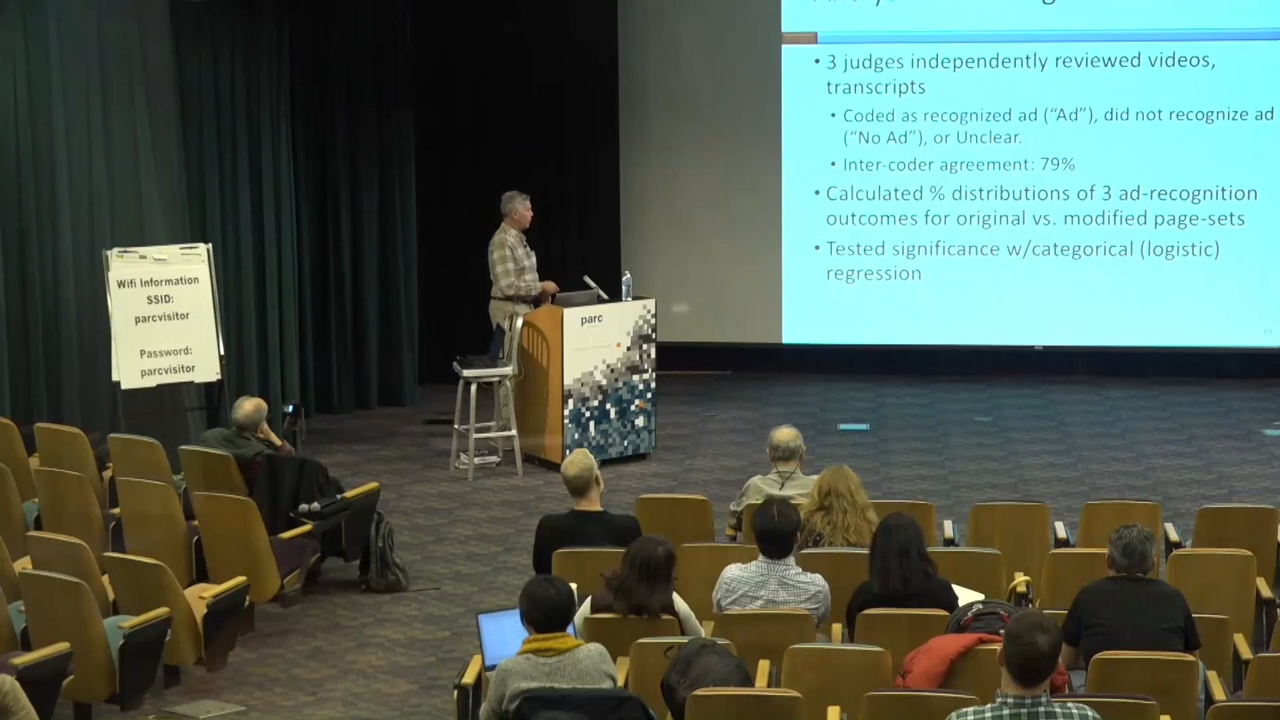 • 3 judges independently reviewed videos,
transcripts
• Coded as recognized ad (“Ad”), did not recognize ad
(“No Ad”), or Unclear.
• Inter-coder agreement: 79%
• Calculated % distributions of 3 ad-recognition
outcomes for original vs. modified page-sets
• Tested significance w/categorical (logistic)
regression
Wifi Information
SSID:
parcvisitor
Password:
parcvisitor
parc